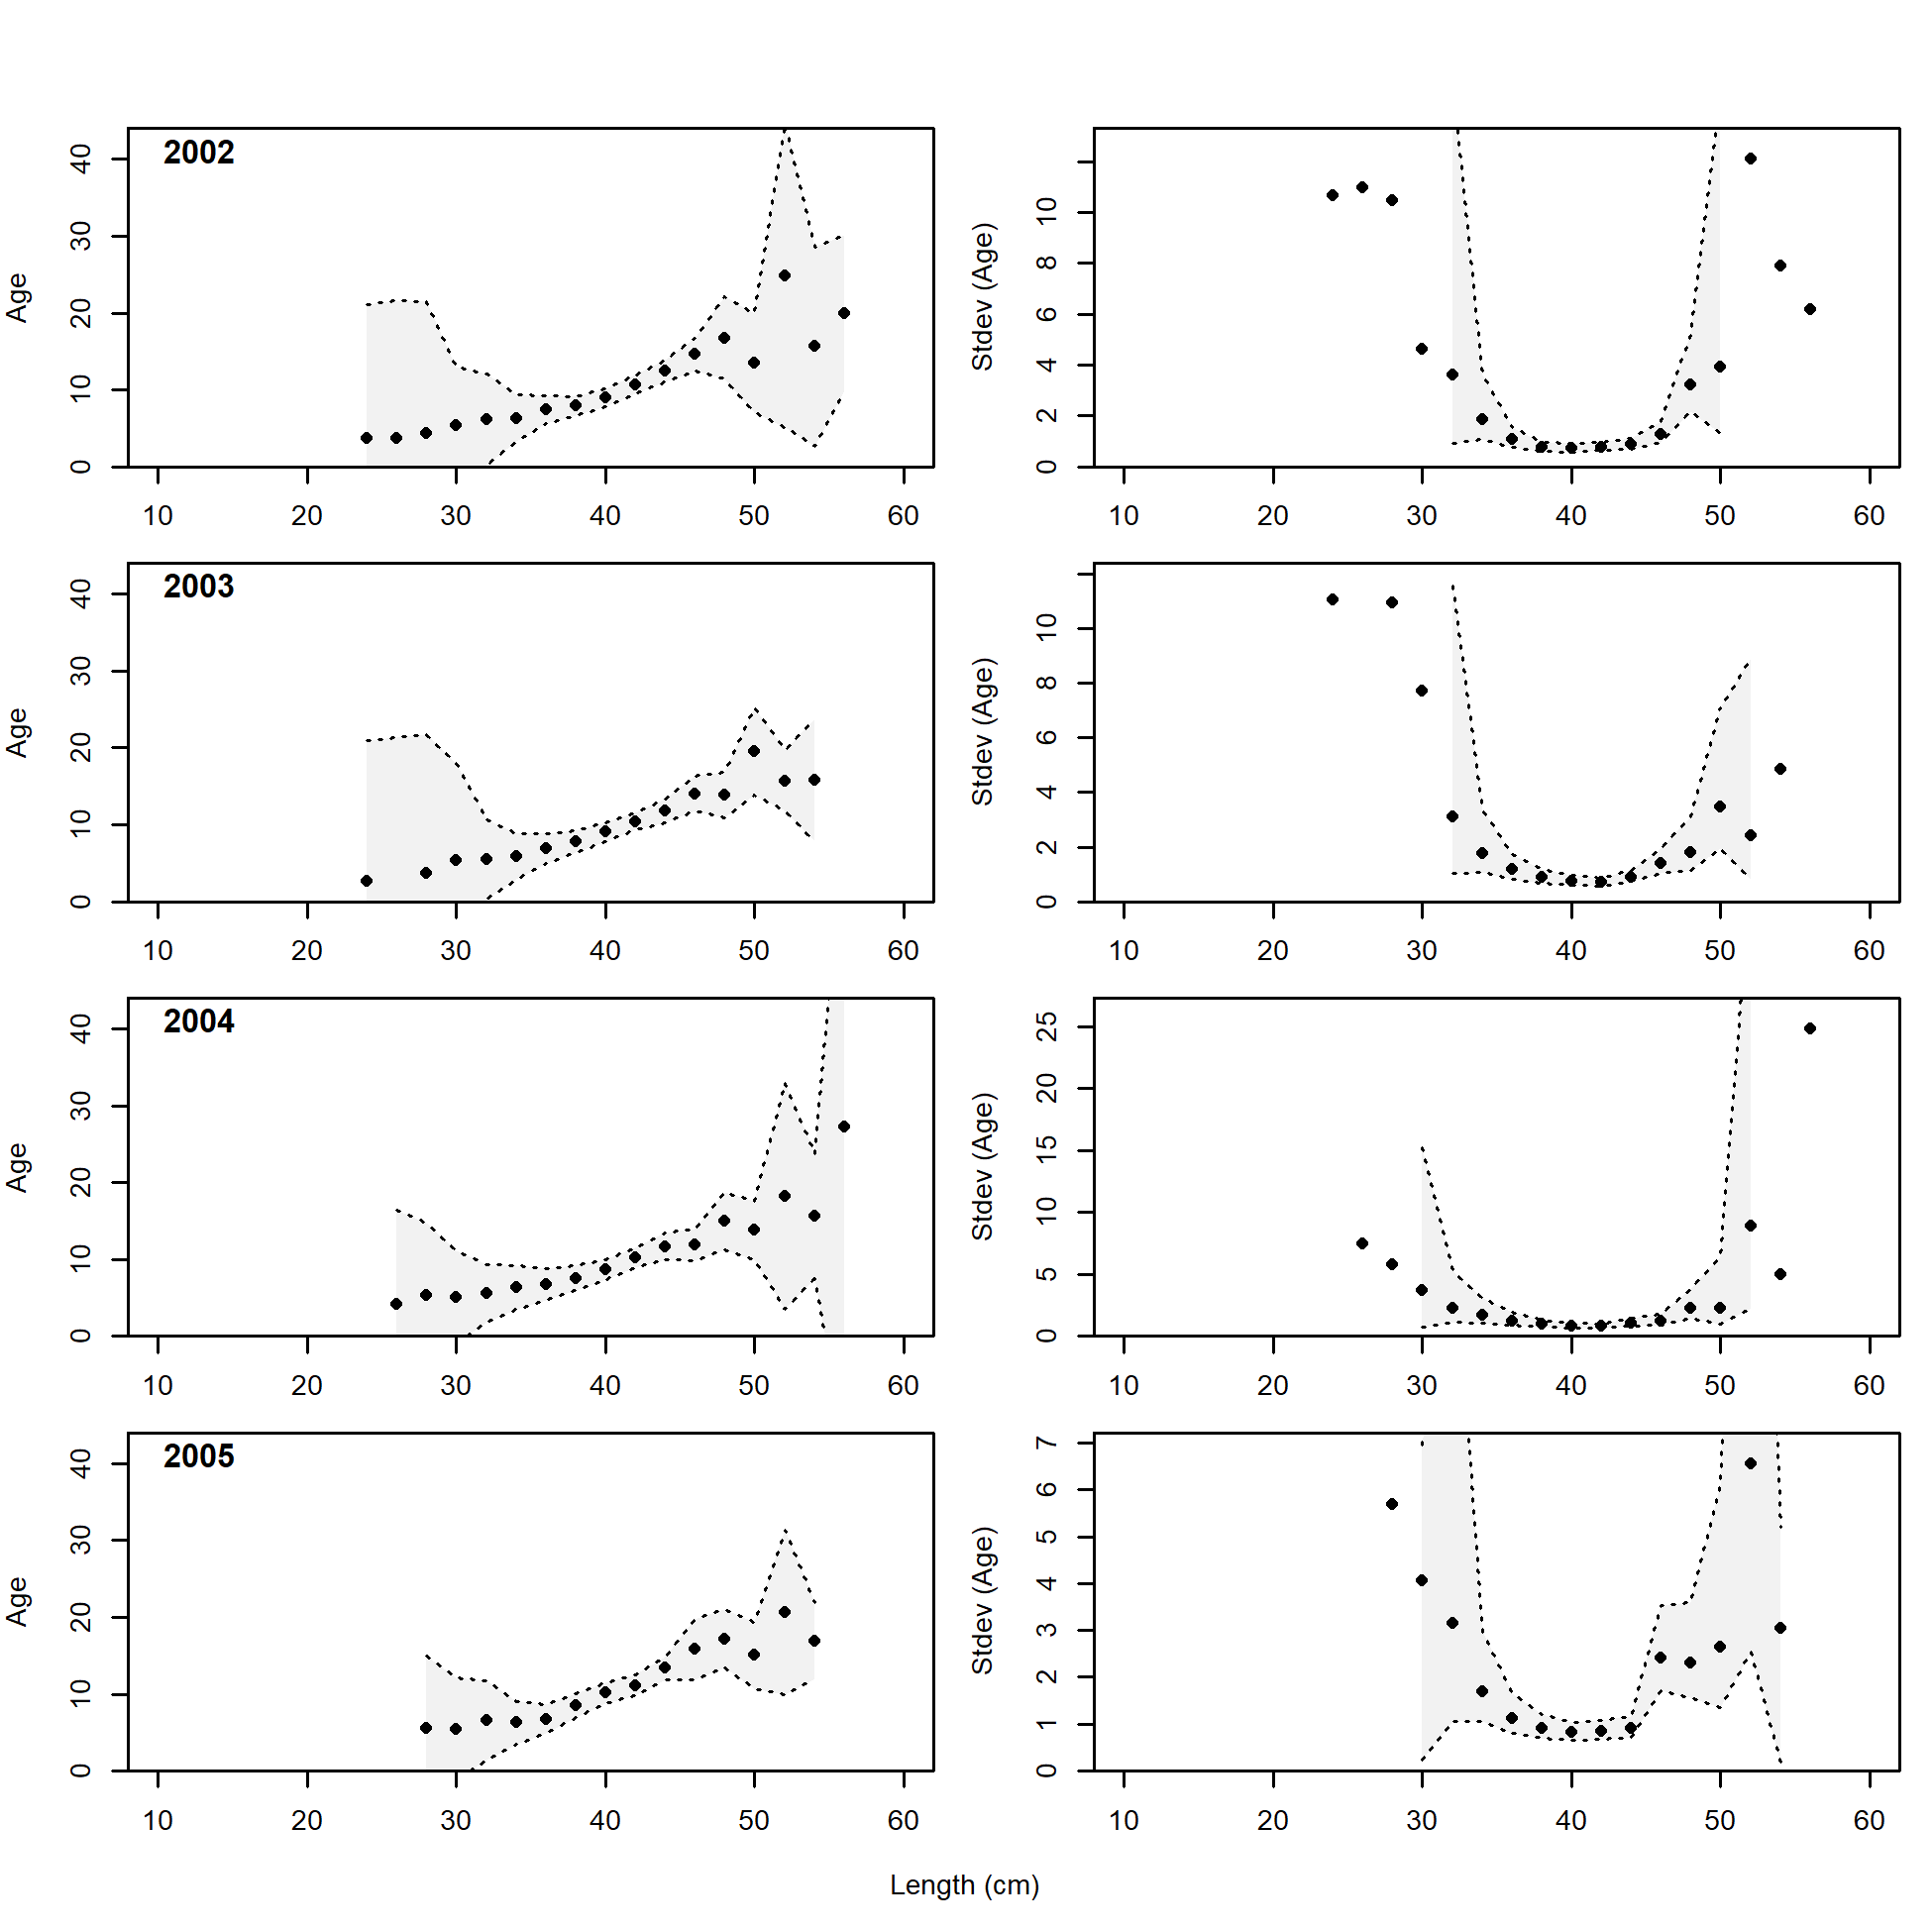 2002
Age
0 10 20 30 40
10 20 30 40 50 60
Stdev (Age)
0 2 4 6 8 10
10 20 30 40 50 60
2003
Age
0 10 20 30 40
10 20 30 40 50 60
Stdev (Age)
0 2 4 6 8 10
10 20 30 40 50 60
2004
Age
0 10 20 30 40
10 20 30 40 50 60
Stdev (Age)
0 5 10 15 20 25
10 20 30 40 50 60
2005
Age
0 10 20 30 40
10 20 30 40 50 60
Stdev (Age)
0 1 2 3 4 5 6 7
10 20 30 40 50 60
Length (cm)